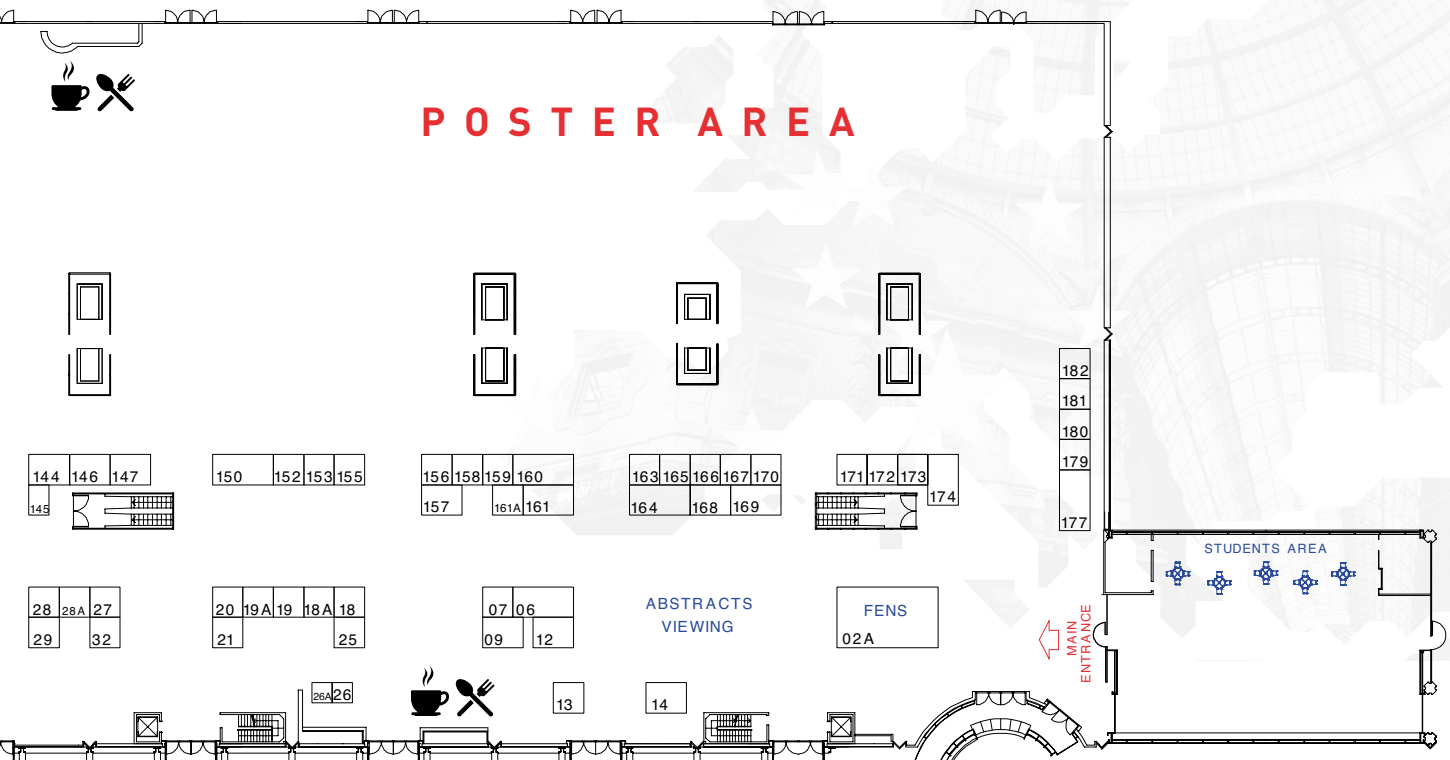 POSTER AREA
182
181
180
179
177
144 146 147
145
150 152 153 155
156 158 159 160
157 161A 161
163 165 166 167 170
164 168 169
171 172 173
174
STUDENTS AREA
28 28A 27
29 32
20 19A 19 18A 18
21 25
07 06
09 12
ABSTRACTS
VIEWING
FENS
02A
MAIN
ENTRANCE
26A 26
13
14